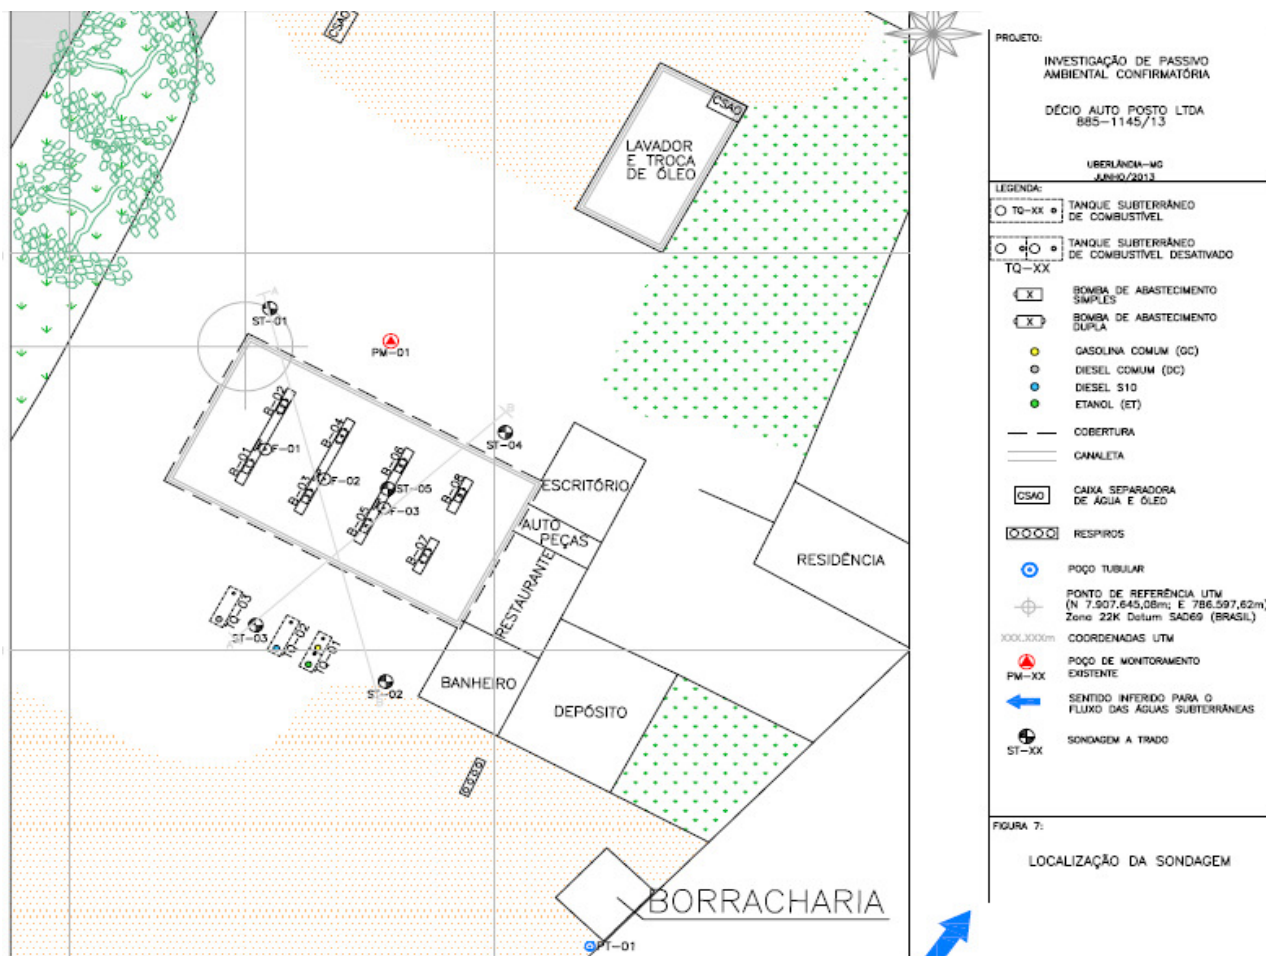 CSAO
CSAO
LAVADOR
E TROCA
DE ÓLEO
A
ST-01
PM-01
B
ST-04
B-02
B-04
B-06
B-08
B-01
F-01
B-03
F-02
ST-05
B-05
F-03
B-07
ESCRITÓRIO
AUTO
PEÇAS
RESTAURANTE
RESIDÊNCIA
TQ-03
ST-03
TQ-02
TQ-01
ST-02
BANHEIRO
DEPÓSITO
BORRACHARIA
PT-01
PROJETO:
INVESTIGAÇÃO DE PASSIVO
AMBIENTAL CONFIRMATÓRIA
DÉCIO AUTO POSTO LTDA
885-1145/13
UBERLÂNDIA-MG
JUNHO/2013
LEGENDA:
TQ-XX
TANQUE SUBTERRÂNEO
DE COMBUSTÍVEL
TANQUE SUBTERRÂNEO
DE COMBUSTÍVEL DESATIVADO
TQ-XX
X
BOMBA DE ABASTECIMENTO
SIMPLES
X
BOMBA DE ABASTECIMENTO
DUPLA
GASOLINA COMUM (GC)
DIESEL COMUM (DC)
DIESEL S10
ETANOL (ET)
COBERTURA
CANALETA
CSAO
CAIXA SEPARADORA
DE ÁGUA E ÓLEO
RESPIROS
POÇO TUBULAR
PONTO DE REFERÊNCIA UTM
(N 7.907.645,08m; E 786.597,62m)
Zona 22K Datum SAD69 (BRASIL)
XXX.XXXm
COORDENADAS UTM
PM-XX
POÇO DE MONITORAMENTO
EXISTENTE
SENTIDO INFERIDO PARA O
FLUXO DAS ÁGUAS SUBTERRÂNEAS
ST-XX
SONDAGEM A TRADO
FIGURA 7:
LOCALIZAÇÃO DA SONDAGEM